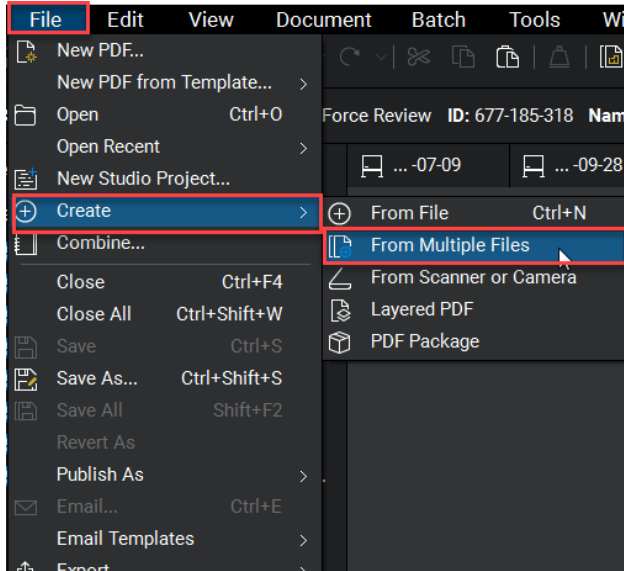 File Edit View Document Batch Tools Wi
New PDF...
New PDF from Template...
Open Ctrl+O
Open Recent
New Studio Project...
Create
Combine...
Close Ctrl+F4
Close All Ctrl+Shift+W
Save Ctrl+S
Save As... Ctrl+Shift+S
Save All Shift+F2
Revert As
Publish As
Email... Ctrl+E
Email Templates
Export
Force Review ID: 677-185-318 Nam
... -07-09 ... -09-28
From File Ctrl+N
From Multiple Files
From Scanner or Camera
Layered PDF
PDF Package